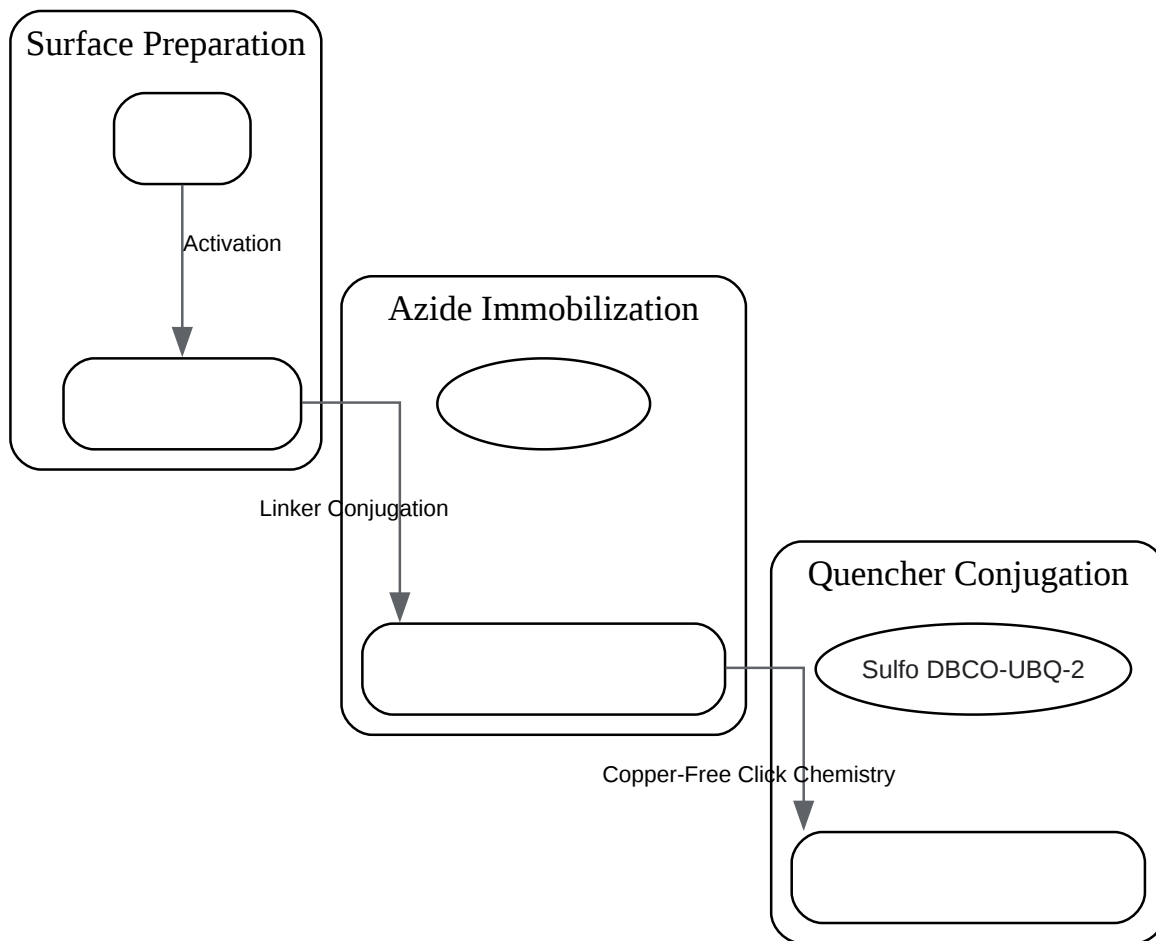 Surface Preparation
Activation
Azide Immobilization
Linker Conjugation
Quencher Conjugation
Sulfo DBCO-UBQ-2
Copper-Free Click Chemistry